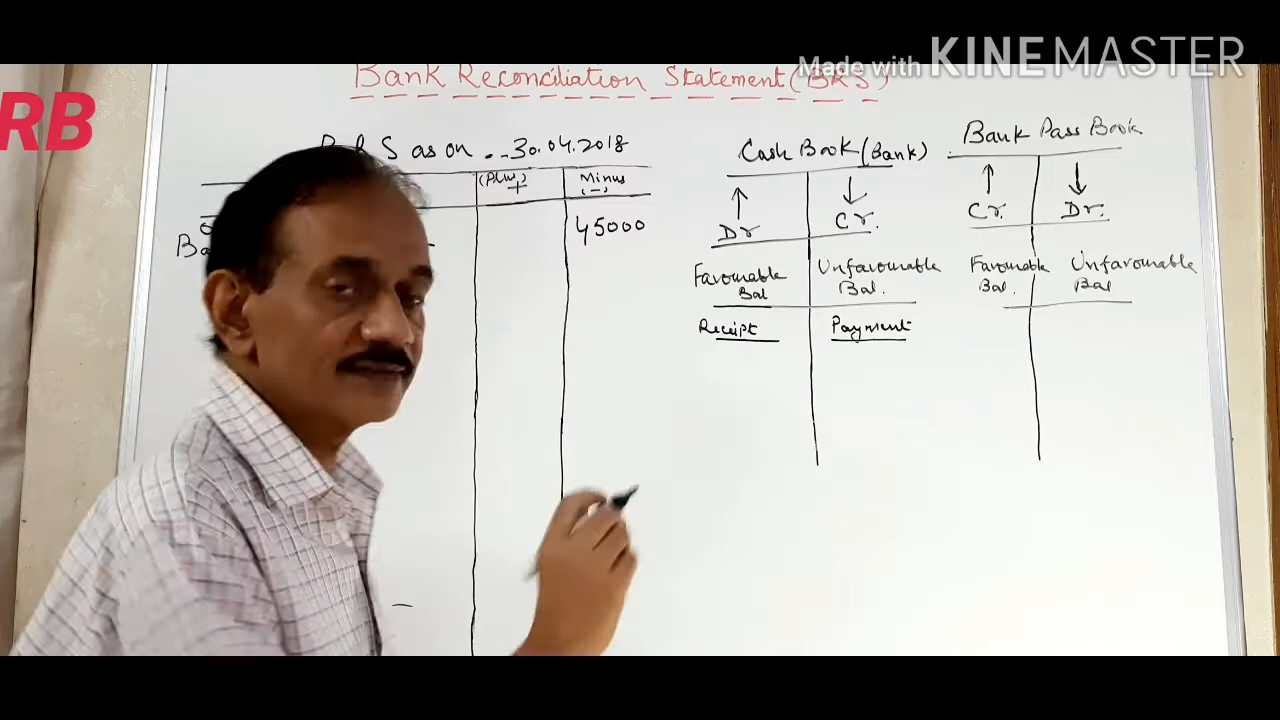 Made with KINEMASTER
Bank Reconciliation Statement (BRS)
RB
S as on . -- 30.04.2018
(Plus)
+
Minus
(-)
45000
Cash Book (Bank)
Dr
Cr.
Favourable
Bal
Unfavourable
Bal.
Receipt
Payment
Bank Pass Book
Cr.
Dr.
Favourable
Bal.
Unfavourable
Bal